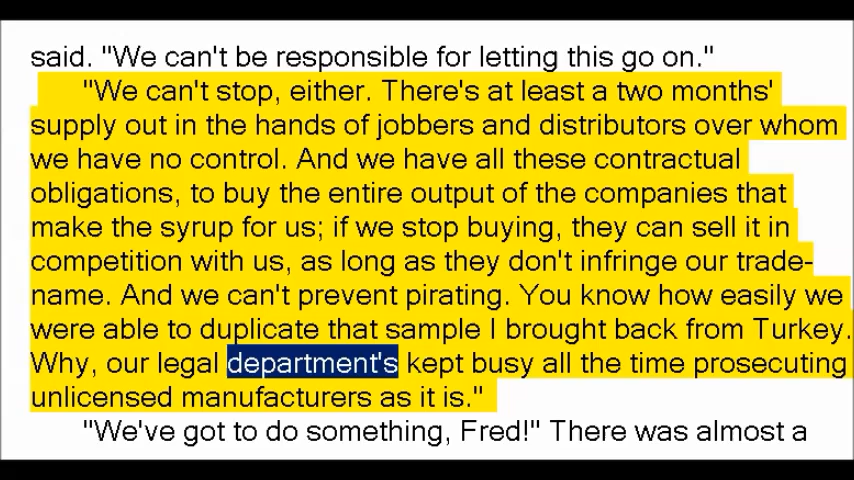 said. "We can't be responsible for letting this go on."
"We can't stop, either. There's at least a two months'
supply out in the hands of jobbers and distributors over whom
we have no control. And we have all these contractual
obligations, to buy the entire output of the companies that
make the syrup for us; if we stop buying, they can sell it in
competition with us, as long as they don't infringe our trade-
name. And we can't prevent pirating. You know how easily we
were able to duplicate that sample I brought back from Turkey.
Why, our legal department's kept busy all the time prosecuting
unlicensed manufacturers as it is."
"We've got to do something, Fred!" There was almost a